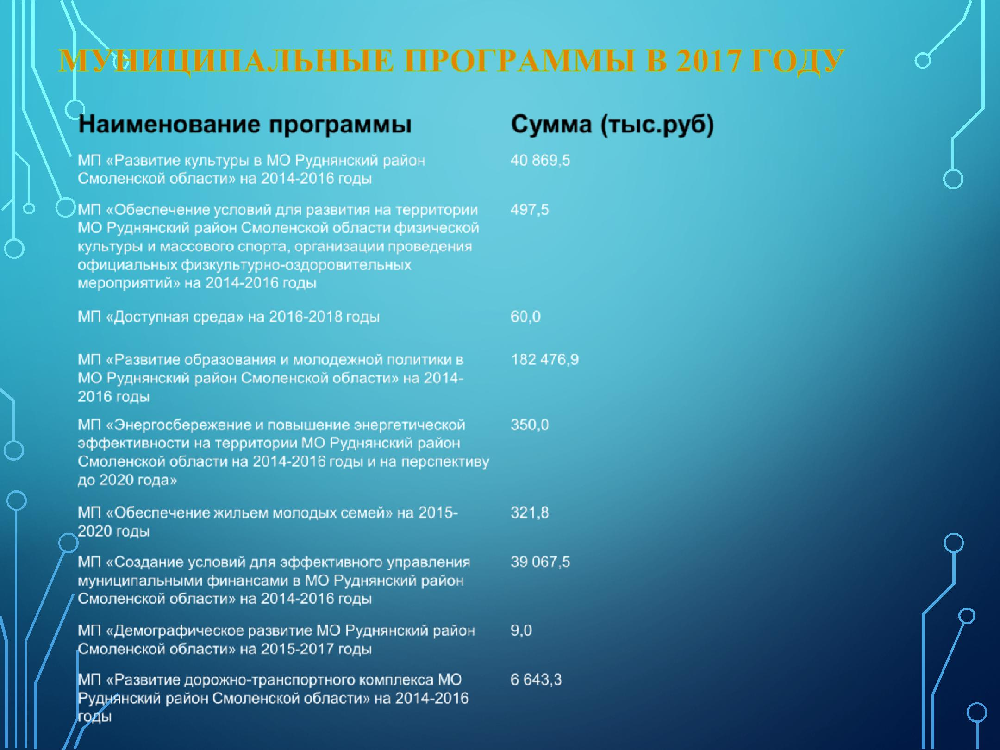 МУНИЦИПАЛЬНЫЕ ПРОГРАММЫ В 2017 ГОДУ
Наименование программы Сумма (тыс.руб)
МП «Развитие культуры в МО Руднянский район 40 869,5
Смоленской области» на 2014-2016 годы
МП «Обеспечение условий для развития на территории 497,5
МО Руднянский район Смоленской области физической
культуры и массового спорта, организации проведения
официальных физкультурно-оздоровительных
мероприятий» на 2014-2016 годы
МП «Доступная среда» на 2016-2018 годы 60,0
МП «Развитие образования и молодежной политики в 182 476,9
МО Руднянский район Смоленской области» на 2014-
2016 годы
МП «Энергосбережение и повышение энергетической 350,0
эффективности на территории МО Руднянский район
Смоленской области на 2014-2016 годы и на перспективу
до 2020 года»
МП «Обеспечение жильем молодых семей» на 2015- 321,8
2020 годы
МП «Создание условий для эффективного управления 39 067,5
муниципальными финансами в МО Руднянский район
Смоленской области» на 2014-2016 годы
МП «Демографическое развитие МО Руднянский район 9,0
Смоленской области» на 2015-2017 годы
МП «Развитие дорожно-транспортного комплекса МО 6 643,3
Руднянский район Смоленской области» на 2014-2016
годы